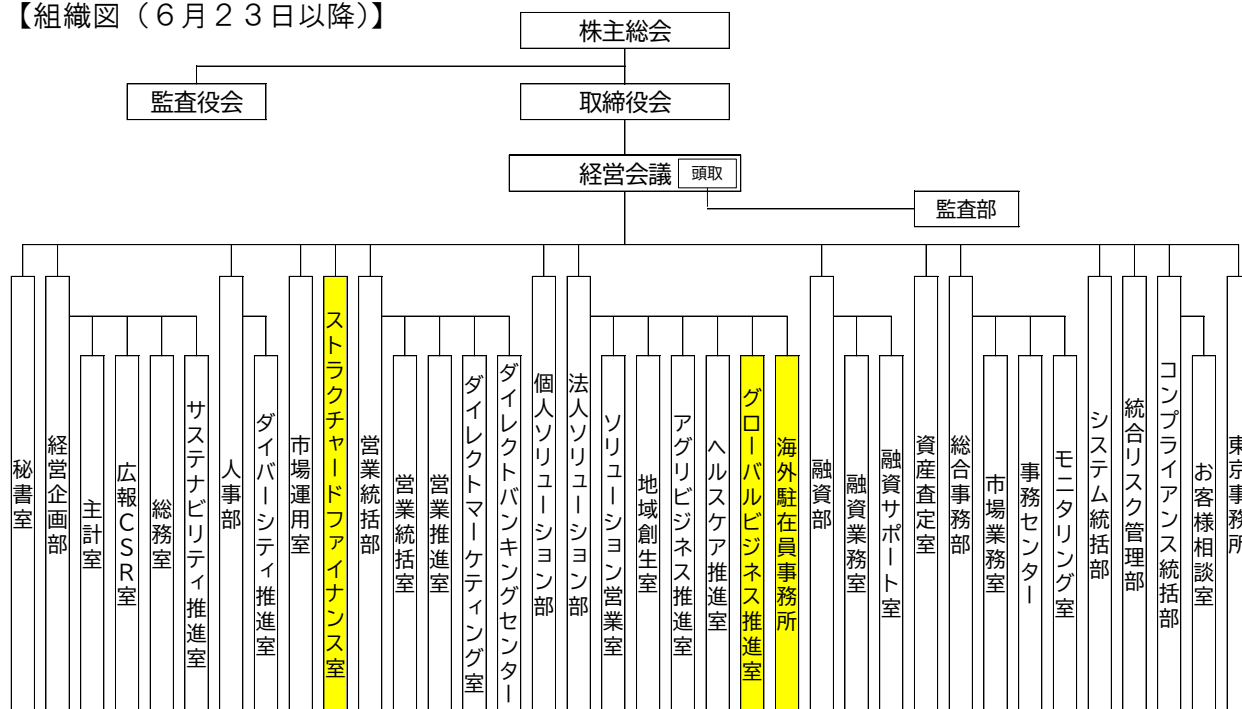 【組織図（６月２３日以降）】
株主総会
監査役会
取締役会
経営会議
頭取
監査部
秘書室
経営企画部
主計室
広報ＣＳＲ室
総務室
サステナビリティ推進室
人事部
ダイバーシティ推進室
市場運用室
ストラクチャードファイナンス室
営業統括部
営業統括室
営業推進室
ダイレクトマーケティング室
ダイレクトバンキングセンター
個人ソリューション部
法人ソリューション部
ソリューション営業室
地域創生室
アグリビジネス推進室
ヘルスケア推進室
グローバルビジネス推進室
海外駐在員事務所
融資部
融資業務室
融資サポート室
資産査定室
総合事務部
市場業務室
事務センター
モニタリング室
システム統括部
統合リスク管理部
コンプライアンス統括部
お客様相談室
東京事務所